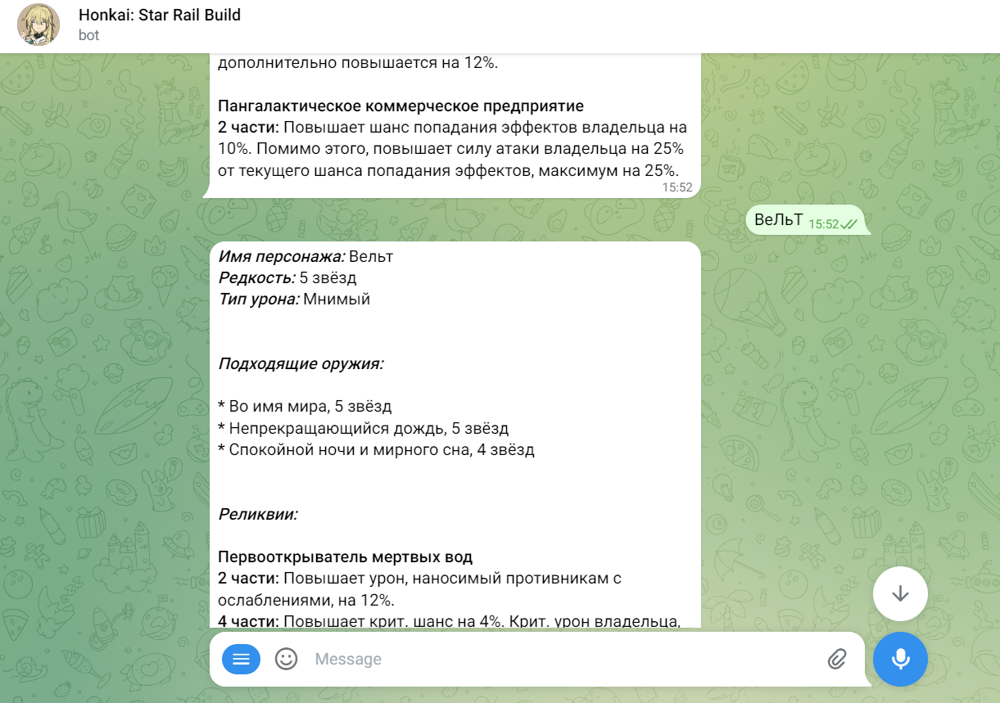 Honkai: Star Rail Build
bot
дополнительно повышается на 12%.
Пангалактическое коммерческое предприятие
2 части: Повышает шанс попадания эффектов владельца на
10%. Помимо этого, повышает силу атаки владельца на 25%
от текущего шанса попадания эффектов, максимум на 25%.
15:52
ВеЛьТ 15:52
Имя персонажа: Вельт
Редкость: 5 звёзд
Тип урона: Мнимый
Подходящие оружия:
* Во имя мира, 5 звёзд
* Непрекращающийся дождь, 5 звёзд
* Спокойной ночи и мирного сна, 4 звёзд
Реликвии:
Первооткрыватель мертвых вод
2 части: Повышает урон, наносимый противникам с
ослаблениями, на 12%.
4 части: Повышает крит. шанс на 4%. Крит. урон владельца,
Message